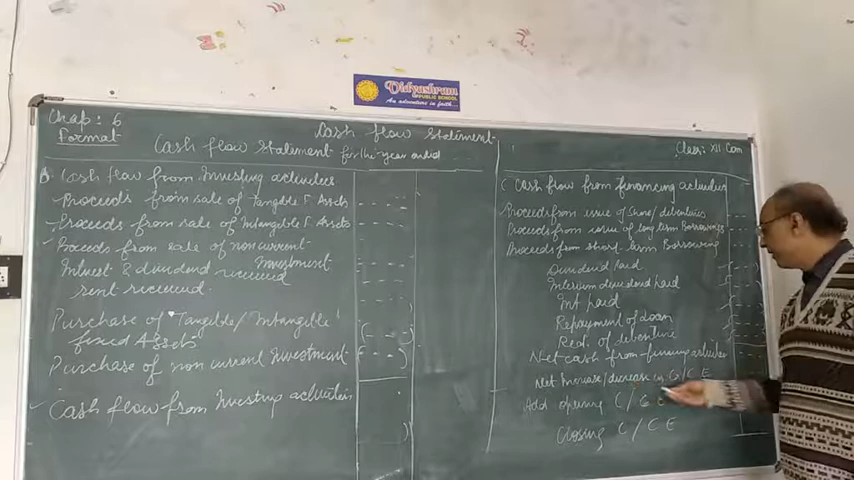 Vidyashram
PUBLIC SCHOOL
An adventures in faith....
Chap: 6
Format
Cash flow Statement
Class: XII Com
Cash flow Statement for the year ended
B Cash flow from Investing activities
Proceeds from sale of Tangible F. Assets
Proceeds from sale of Intangible F. Assets
Proceeds from sale of non current Investment
Interest & dividend received
rent received
Purchase of Tangible/Intangible
fixed Assets
Purchase of non current Investment
Cash flow from Investing activities
C Cash flow from financing activities
Proceeds from issue of Share/debentures
Proceeds from issue of long term Borrowings
Proceeds from short term Borrowing
Dividend Paid
Interim dividend Paid
Int Paid
Repayment of Loan
Red. of debenture
Net cash from financing activities
Net Increase/decrease in C/C E
Add opening C/C E
Closing C/C E